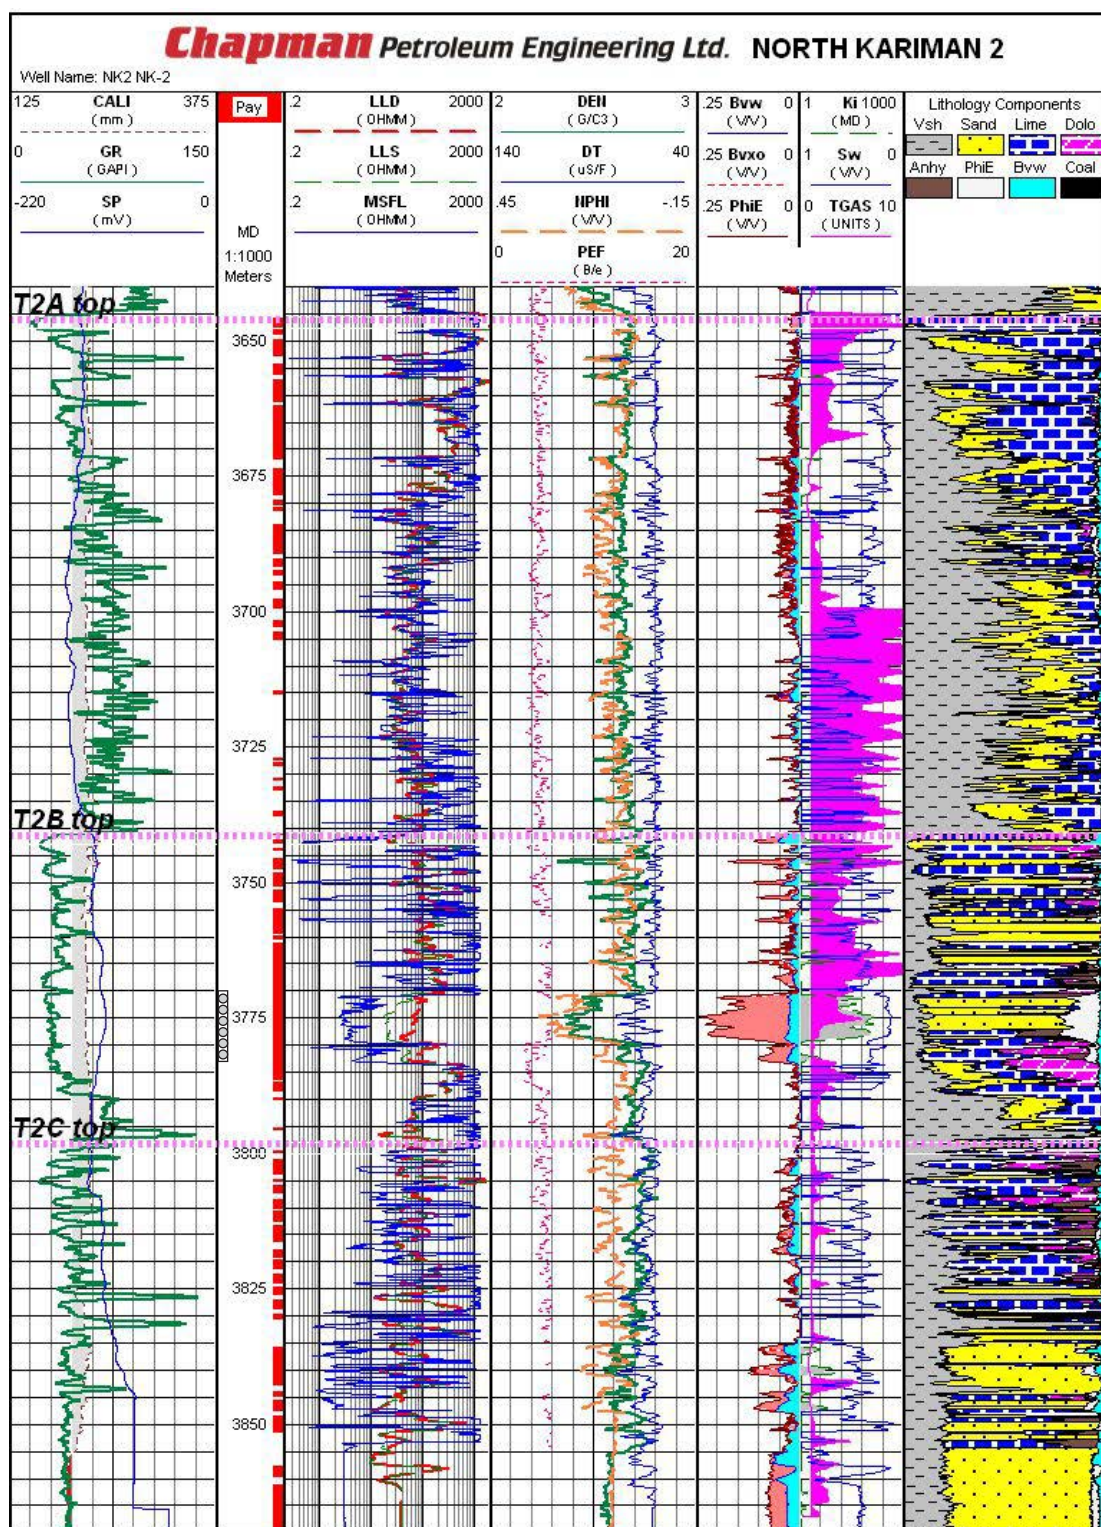 Chapman Petroleum Engineering Ltd. NORTH KARIMAN 2
Well Name: NK2 NK-2
125 CALI 375
(mm)
0 GR 150
(GAPI)
-220 SP 0
(mV)
Pay
MD
1:1000
Meters
.2 LLD 2000
(OHMM)
.2 LLS 2000
(OHMM)
.2 MSFL 2000
(OHMM)
2 DEN 3
(G/C3)
140 DT 40
(uS/F)
.45 NPHI -.15
(V/V)
0 PEF 20
(B/e)
.25 Bvw 0
(V/V)
.25 Bvxo 0
(V/V)
.25 PhiE 0
(V/V)
1 Ki 1000
(MD)
1 Sw 0
(V/V)
0 TGAS 10
(UNITS)
Lithology Components
Vsh Sand Lime Dolo
Anhy PhiE Bvw Coal
T2A top
3650
3675
3700
3725
T2B top
3750
3775
T2C top
3800
3825
3850